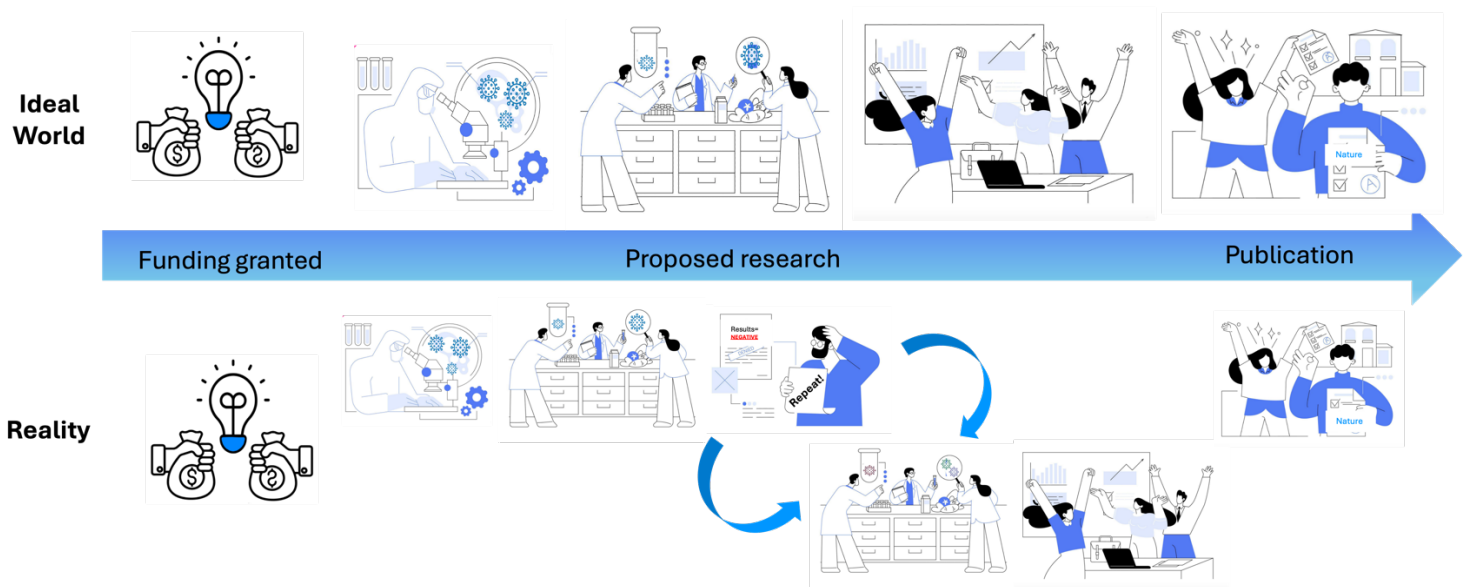 Ideal
World
Nature
Funding granted
Proposed research
Publication
Reality
Results=
NEGATIVE
Repeat!
Nature